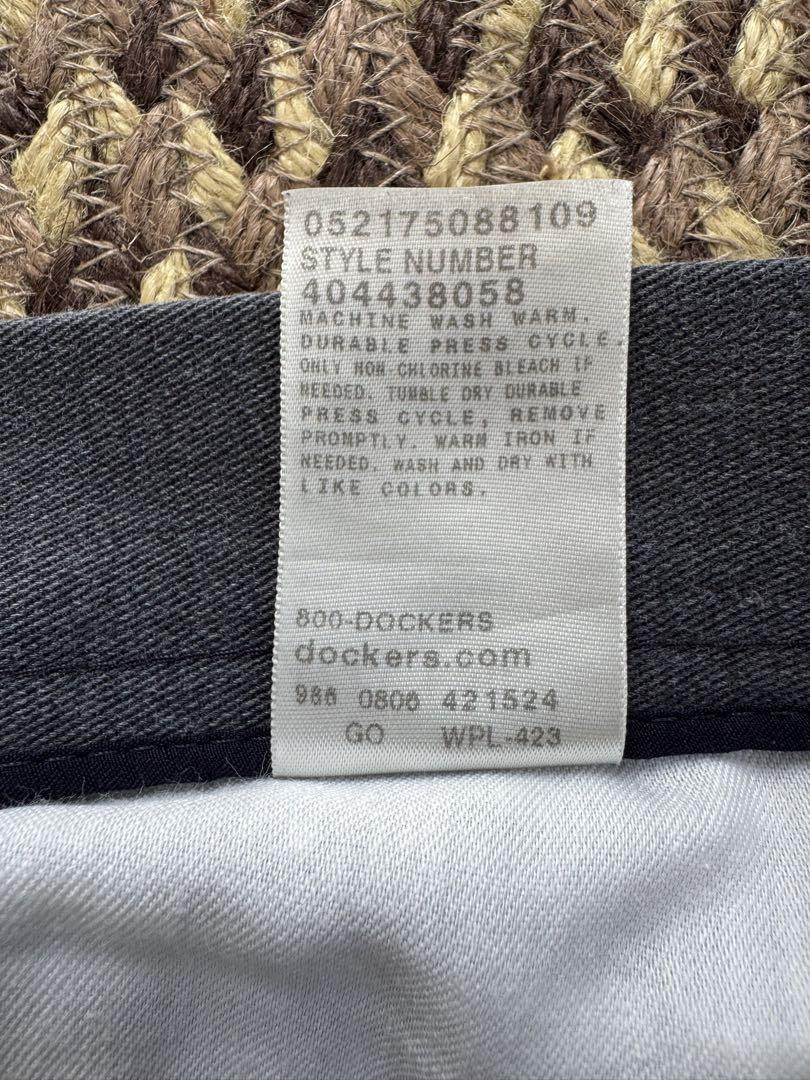 052175088109
STYLE NUMBER
404438058
MACHINE WASH WARM.
DURABLE PRESS CYCLE.
ONLY NON CHLORINE BLEACH IF
NEEDED. TUMBLE DRY DURABLE
PRESS CYCLE, REMOVE
PROMPTLY. WARM IRON IF
NEEDED. WASH AND DRY WITH
LIKE COLORS.
800-DOCKERS
dockers.com
986 0806 421524
GO WPL-423